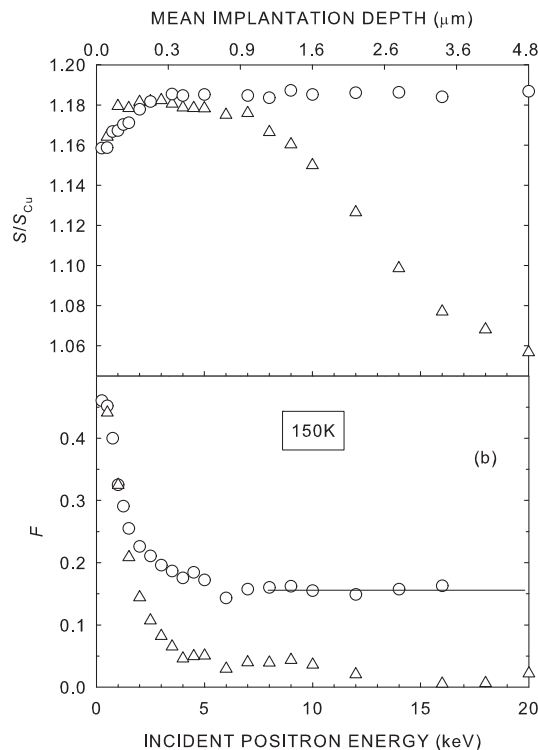 MEAN IMPLANTATION DEPTH (μm)
0.0 0.3 0.9 1.6 2.6 3.6 4.8
1.20
1.18
1.16
1.14
1.12
1.10
1.08
1.06
S/SCu
150K
(b)
0.4
0.3
0.2
0.1
0.0
F
0 5 10 15 20
INCIDENT POSITRON ENERGY (keV)